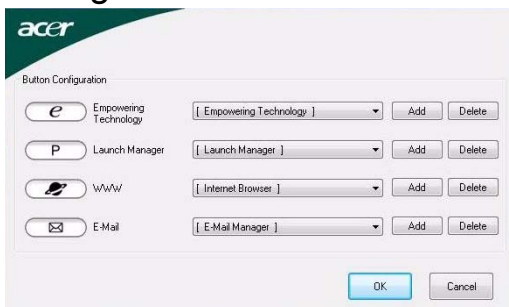 acer
Button Configuration
e Empowering Technology [ Empowering Technology ] Add Delete
P Launch Manager [ Launch Manager ] Add Delete
WWW [ Internet Browser ] Add Delete
E-Mail [ E-Mail Manager ] Add Delete
OK Cancel